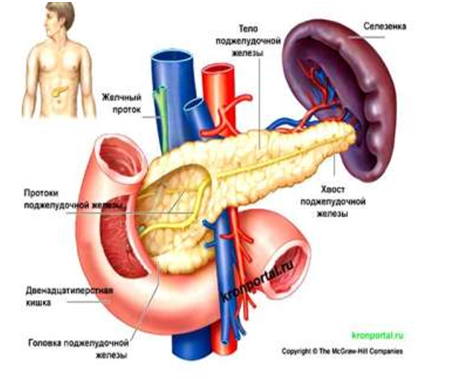 Тело
поджелудочной
железы
Селезенка
Желчный
проток
Протоки
поджелудочной железы
Хвост
поджелудочной
железы
Двенадцатиперстная
кишка
Головка поджелудочной
железы
kronportal.ru
kronportal.ru
Copyright © The McGraw-Hill Companies